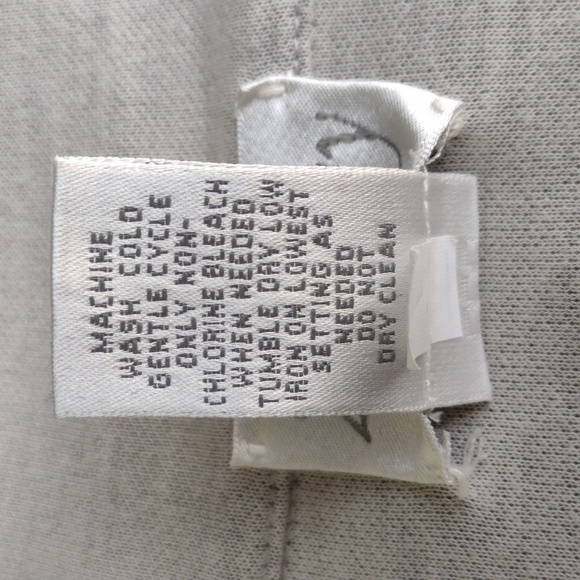 MACHINE
WASH COLD
GENTLE CYCLE
ONLY NON-
CHLORINE BLEACH
WHEN NEEDED
TUMBLE DRY LOW
IRON ON LOWEST
SETTING AS
NEEDED
DO NOT
DRY CLEAN